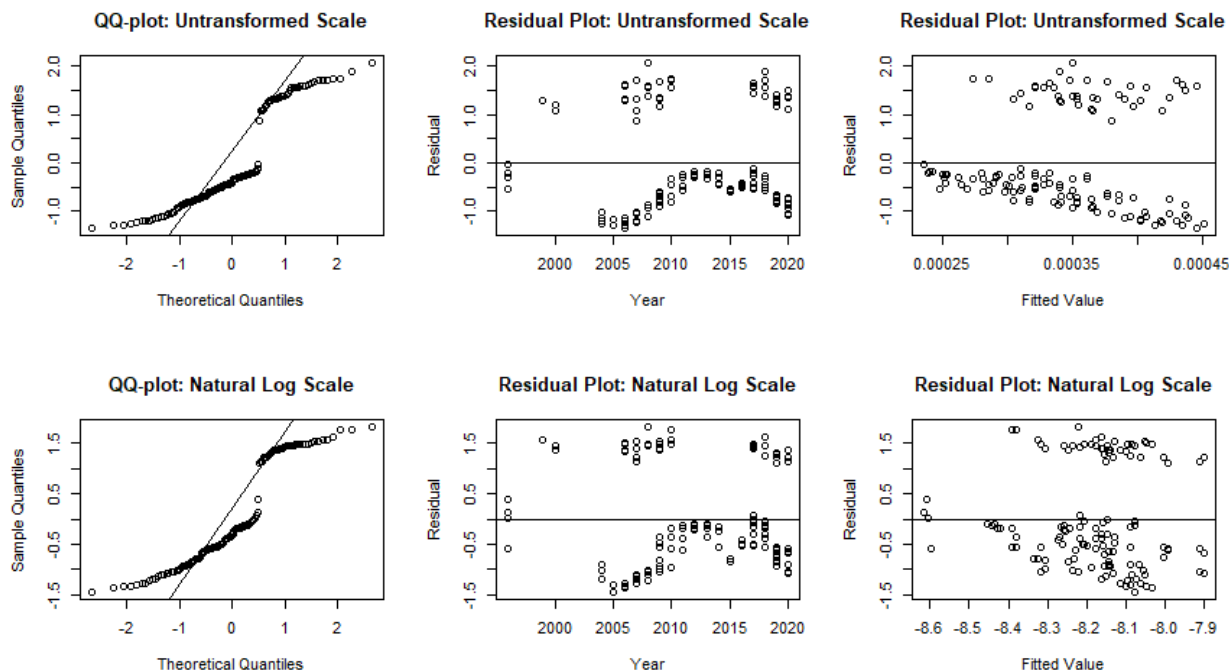 QQ-plot: Untransformed Scale
Sample Quantiles
2.0
1.0
0.0
-1.0
-2 -1 0 1 2
Theoretical Quantiles
Residual Plot: Untransformed Scale
Residual
2.0
1.0
0.0
-1.0
2000 2005 2010 2015 2020
Year
Residual Plot: Untransformed Scale
Residual
2.0
1.0
0.0
-1.0
0.00025 0.00035 0.00045
Fitted Value
QQ-plot: Natural Log Scale
Sample Quantiles
1.5
0.5
-0.5
-1.5
-2 -1 0 1 2
Theoretical Quantiles
Residual Plot: Natural Log Scale
Residual
1.5
0.5
-0.5
-1.5
2000 2005 2010 2015 2020
Year
Residual Plot: Natural Log Scale
Residual
1.5
0.5
-0.5
-1.5
-8.6 -8.5 -8.4 -8.3 -8.2 -8.1 -8.0 -7.9
Fitted Value